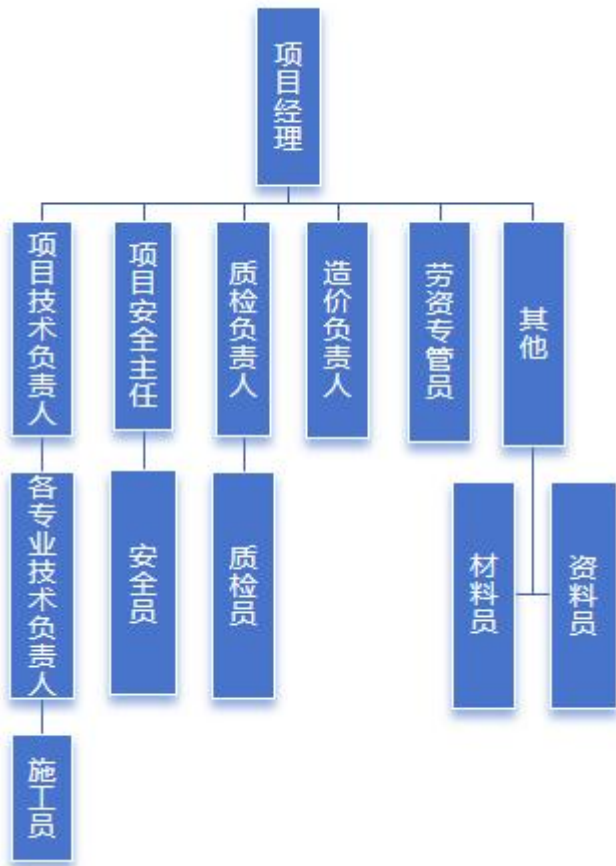 项目经理
项目技术负责人
项目安全主任
质检负责人
造价负责人
劳资专管员
其他
各专业技术负责人
安全员
质检员
材料员
资料员
施工员